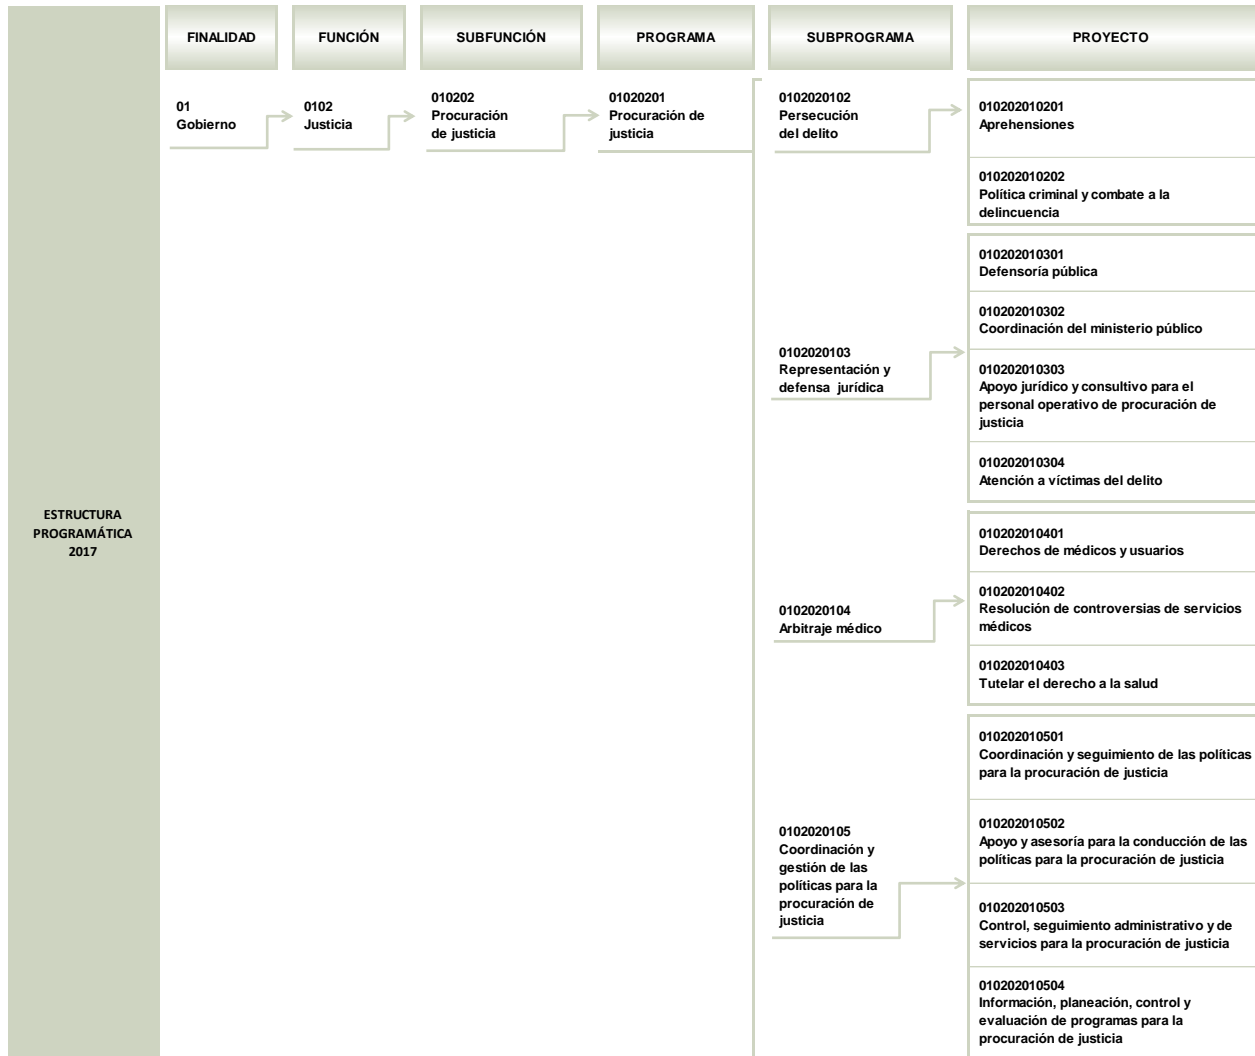 FINALIDAD
FUNCIÓN
SUBFUNCIÓN
PROGRAMA
SUBPROGRAMA
PROYECTO
ESTRUCTURA
PROGRAMÁTICA
2017
01
Gobierno
0102
Justicia
010202
Procuración
de justicia
01020201
Procuración de
justicia
0102020102
Persecución
del delito
010202010201
Aprehensiones
010202010202
Política criminal y combate a la
delincuencia
0102020103
Representación y
defensa jurídica
010202010301
Defensoría pública
010202010302
Coordinación del ministerio público
010202010303
Apoyo jurídico y consultivo para el
personal operativo de procuración de
justicia
010202010304
Atención a víctimas del delito
0102020104
Arbitraje médico
010202010401
Derechos de médicos y usuarios
010202010402
Resolución de controversias de servicios
médicos
010202010403
Tutelar el derecho a la salud
0102020105
Coordinación y
gestión de las
políticas para la
procuración de
justicia
010202010501
Coordinación y seguimiento de las políticas
para la procuración de justicia
010202010502
Apoyo y asesoría para la conducción de las
políticas para la procuración de justicia
010202010503
Control, seguimiento administrativo y de
servicios para la procuración de justicia
010202010504
Información, planeación, control y
evaluación de programas para la
procuración de justicia